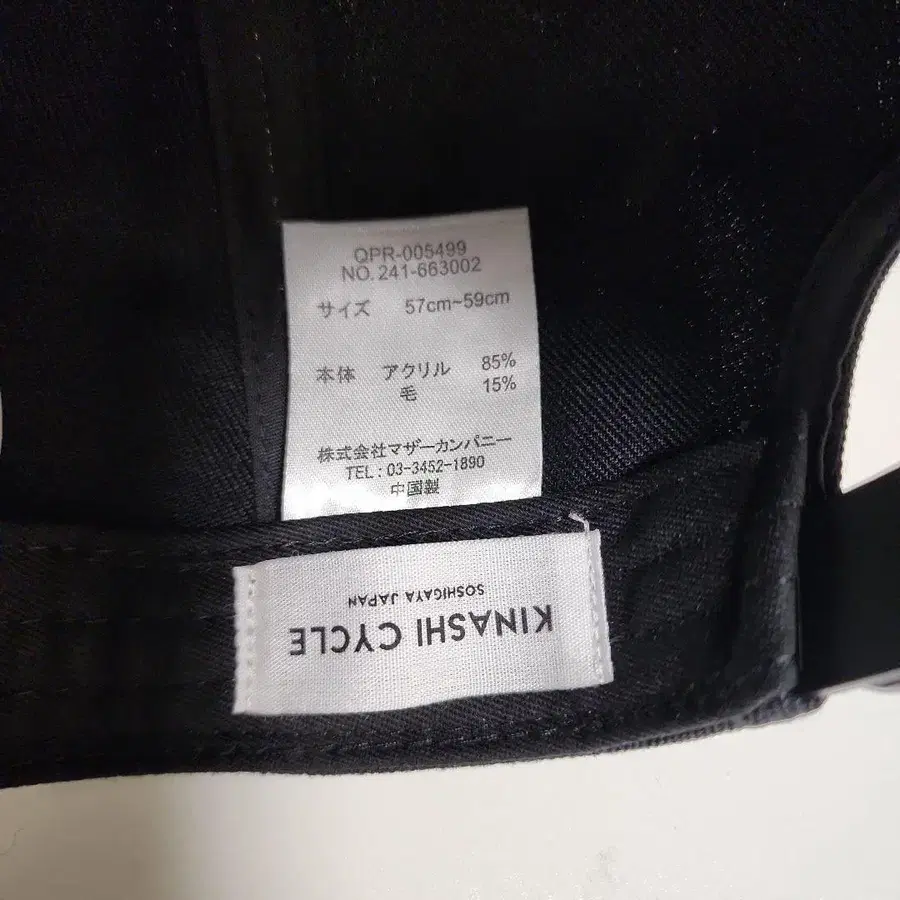 QPR-005499
NO.241-663002
サイズ 57cm~59cm
本体 アクリル 85%
毛 15%
株式会社マザーカンパニー
TEL : 03-3452-1890
中国製
KINASHI CYCLE
SOSHIGAYA JAPAN